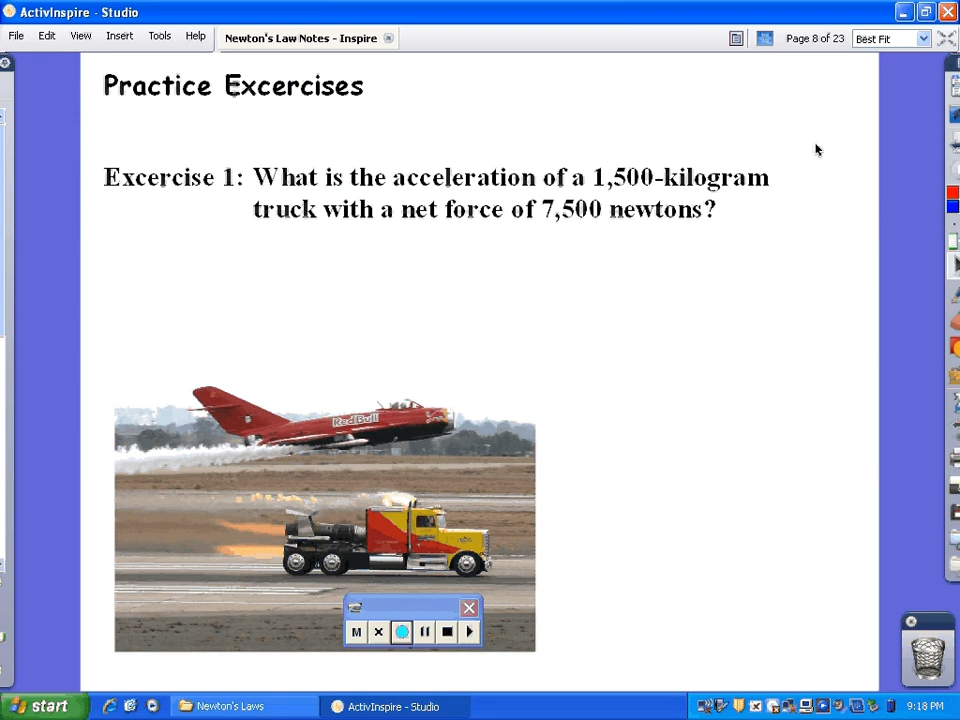 ActivInspire - Studio
File Edit View Insert Tools Help
Newton's Law Notes - Inspire
Page 8 of 23
Best Fit
Practice Excercises
Excercise 1: What is the acceleration of a 1,500-kilogram
truck with a net force of 7,500 newtons?
RedBull
M
start
Newton's Laws
ActivInspire - Studio
9:18 PM